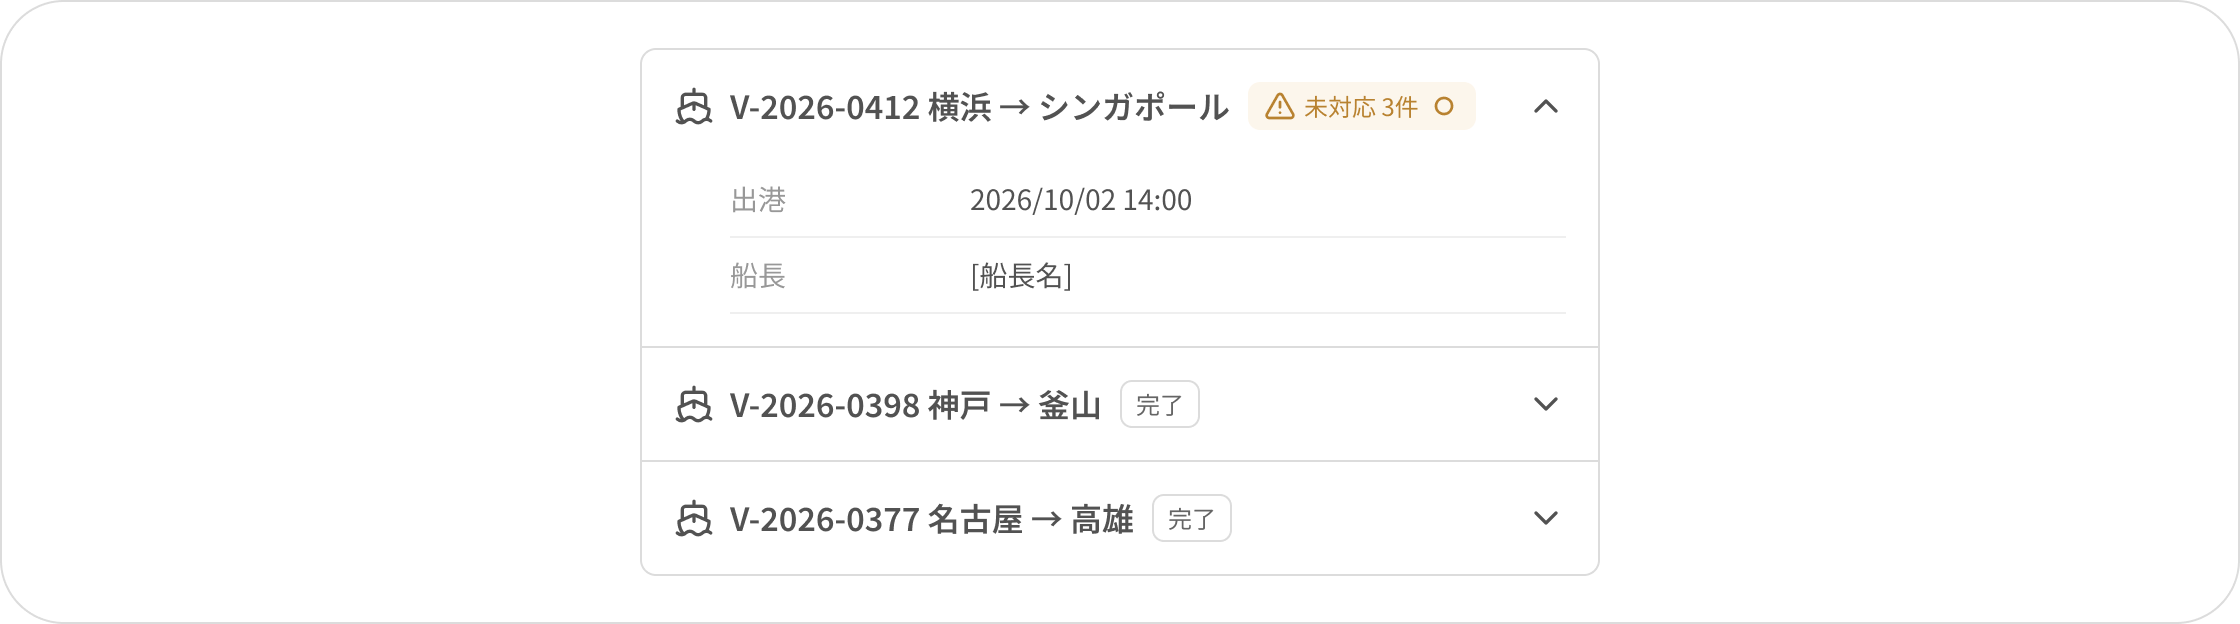 V-2026-0412 横浜 → シンガポール 未対応 3件
出港 2026/10/02 14:00
船長 [船長名]
V-2026-0398 神戸 → 釜山 完了
V-2026-0377 名古屋 → 高雄 完了